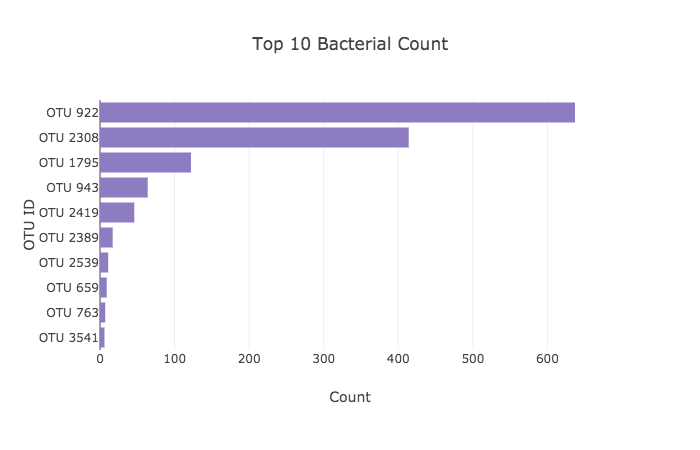 Top 10 Bacterial Count
OTU ID
OTU 922
OTU 2308
OTU 1795
OTU 943
OTU 2419
OTU 2389
OTU 2539
OTU 659
OTU 763
OTU 3541
0 100 200 300 400 500 600
Count